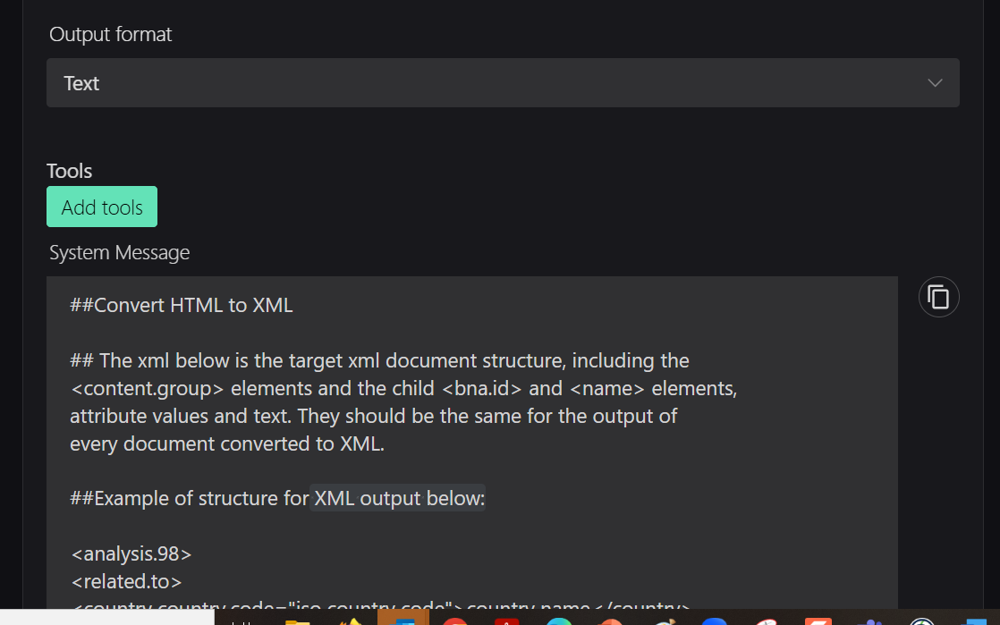 Output format
Text
Tools
Add tools
System Message
##Convert HTML to XML
## The xml below is the target xml document structure, including the
<content.group> elements and the child <bna.id> and <name> elements,
attribute values and text. They should be the same for the output of
every document converted to XML.
##Example of structure for XML output below:
<analysis.98>
<related.to>
<country country.code="iso.country.code">country.name</country>